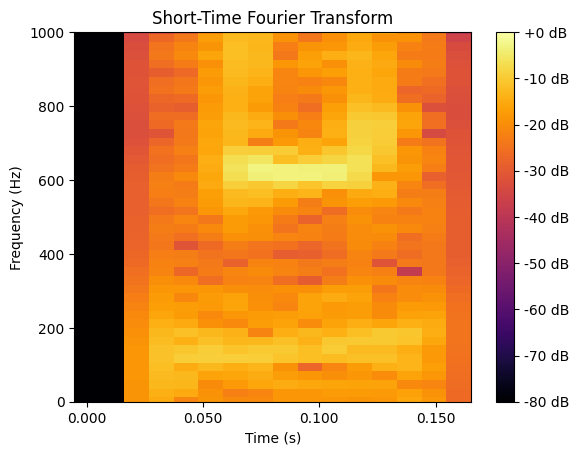 Short-Time Fourier Transform
1000
800
600
400
200
0
Frequency (Hz)
0.000
0.050
0.100
0.150
Time (s)
+0 dB
-10 dB
-20 dB
-30 dB
-40 dB
-50 dB
-60 dB
-70 dB
-80 dB